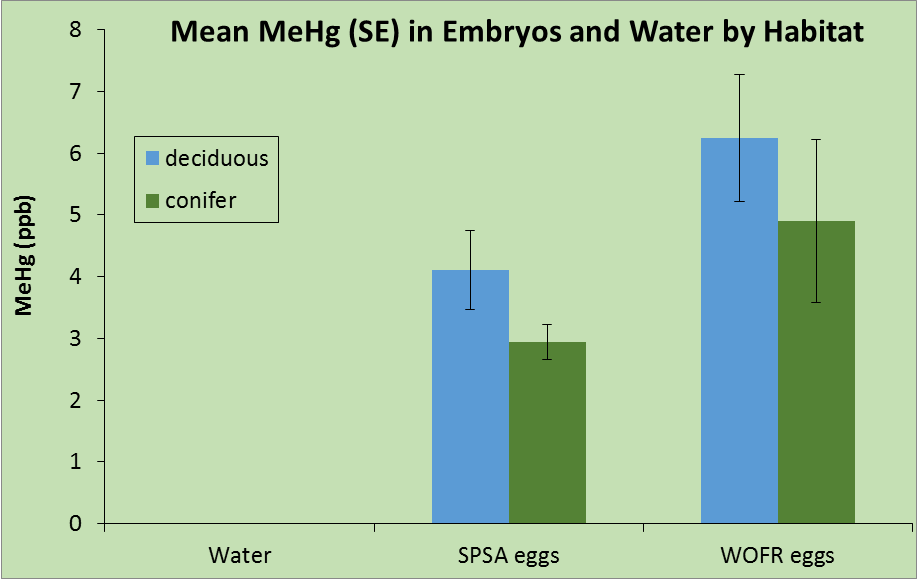 Mean MeHg (SE) in Embryos and Water by Habitat
8
7
6
5
4
3
2
1
0
MeHg (ppb)
deciduous
conifer
Water SPSA eggs WOFR eggs